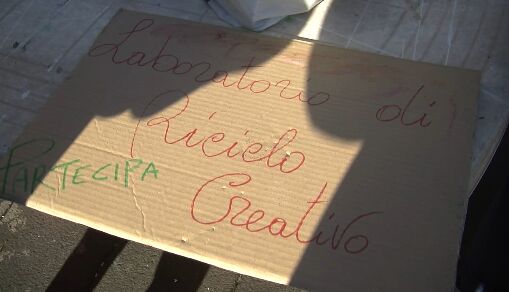 Laboratorio di
Riciclo
Creativo
PARTECIPA